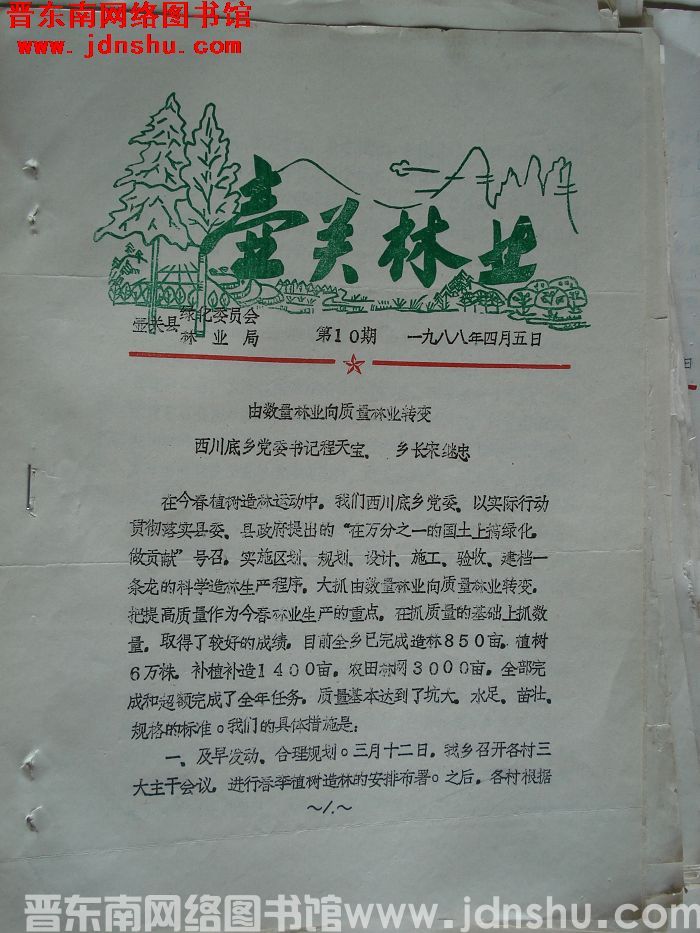 晋东南网络图书馆
www.jdnshu.com
壶关林业
壶关县 绿化委员会
林业局 第10期 一九八八年四月五日
由数量林业向质量林业转变
西川底乡党委书记程天宝、 乡长宋继忠
在今春植树造林运动中，我们西川底乡党委，以实际行动
贯彻落实县委、县政府提出的“在万分之一的国土上搞绿化，
做贡献”号召，实施区划、规划、设计、施工、验收、建档一
条龙的科学造林生产程序，大抓由数量林业向质量林业转变，
把提高质量作为今春林业生产的重点，在抓质量的基础上抓数
量，取得了较好的成绩，目前全乡已完成造林850亩，植树
6万株，补植补造1400亩，农田林网3000亩，全部完
成和超额完成了全年任务，质量基本达到了坑大、水足、苗壮、
规格的标准。我们的具体措施是：
一、及早发动、合理规划。三月十二日，我乡召开各村三
大主干会议，进行春季植树造林的安排布署。之后，各村根据
～1.～
晋东南网络图书馆www.jdnshu.com